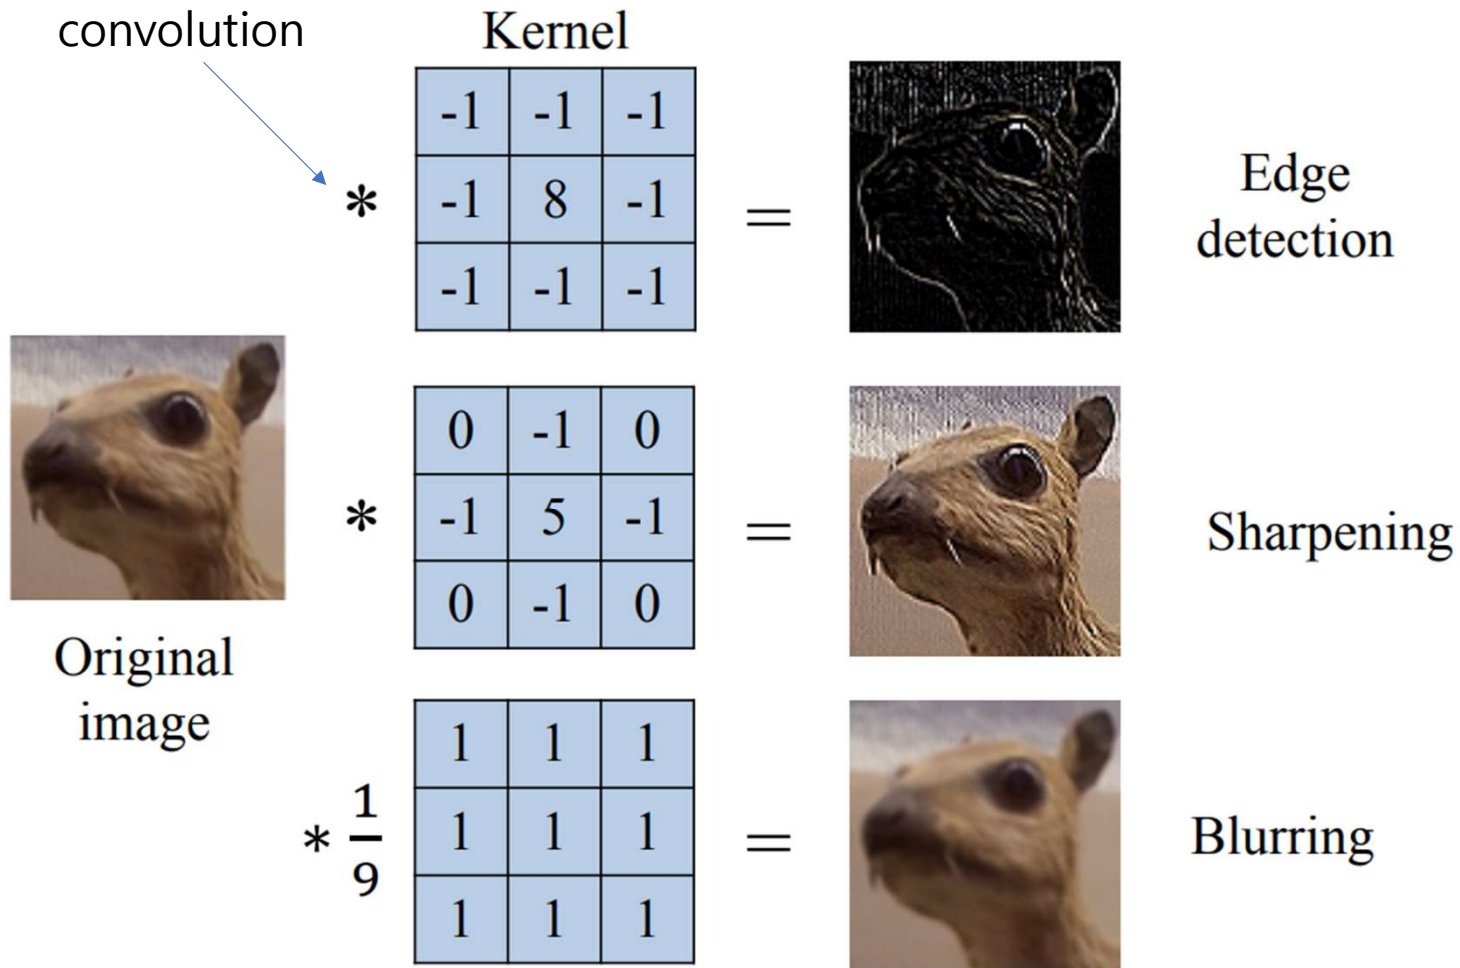 convolution
Kernel
-1 -1 -1
* -1 8 -1 =
-1 -1 -1
Edge
detection
0 -1 0
* -1 5 -1 =
0 -1 0
Sharpening
Original
image
1 1 1
* 1/9 1 1 1 =
1 1 1
Blurring